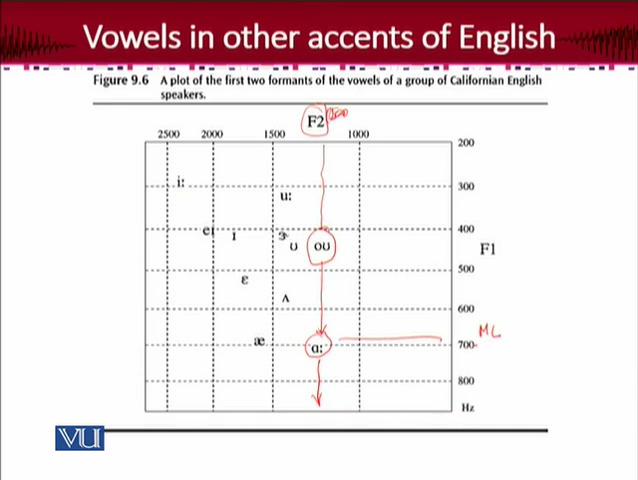 Vowels in other accents of English
Figure 9.6 A plot of the first two formants of the vowels of a group of Californian English
speakers.
F2
2500 2000 1500 1000
200
i: 300
u:
eɪ ɪ ɝ 400
ʊ oʊ F1
ɛ 500
ʌ 600
ML
æ ɑ: 700
800
Hz
VU